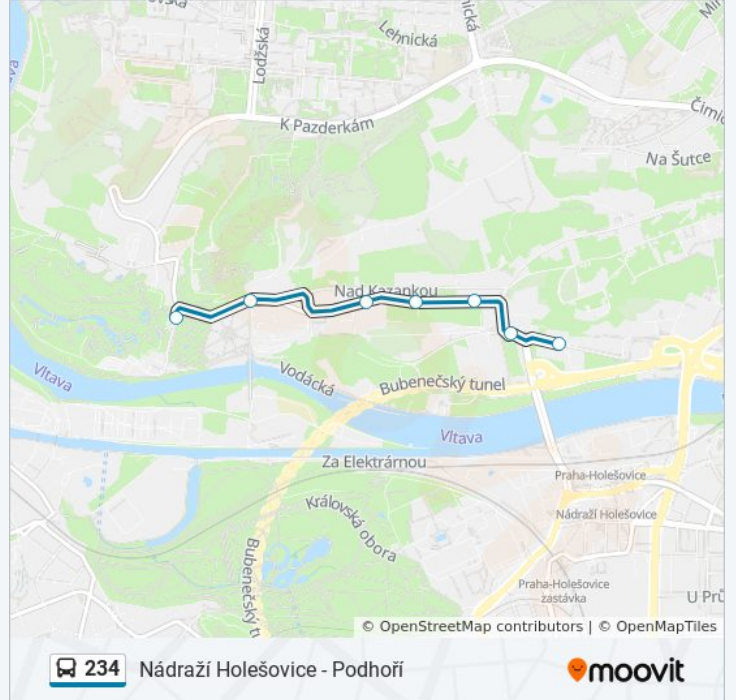 Lodžská
Lehnická
K Pazderkám
Na Šutce
Nad Kazankou
Vltava
Vodácká
Bubenečský tunel
Vltava
Za Elektrárnou
Praha-Holešovice
Královská obora
Nádraží Holešovice
Praha-Holešovice
zastávka
© OpenStreetMap contributors | © OpenMapTiles
234 Nádraží Holešovice - Podhoří
moovit